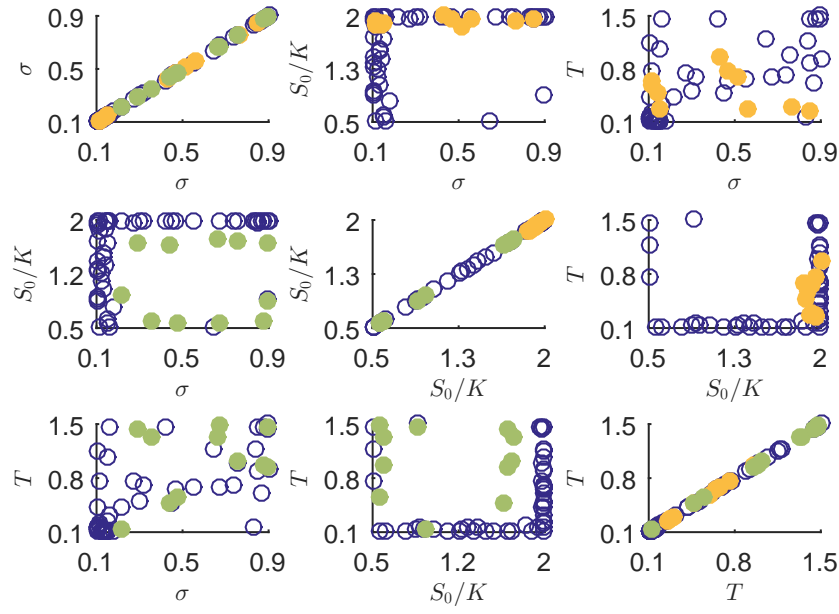 0.9 0.5 0.1 σ 0.1 0.5 0.9 σ
2 1.3 0.5 S₀/K 0.1 0.5 0.9 σ
1.5 0.8 0.1 T 0.1 0.5 0.9 σ
2 1.2 0.5 S₀/K 0.1 0.5 0.9 σ
2 1.3 0.5 S₀/K 0.5 1.3 2 S₀/K
1.5 0.8 0.1 T 0.5 1.3 2 S₀/K
1.5 0.8 0.1 T 0.1 0.5 0.9 σ
1.5 0.8 0.1 T 0.5 1.2 2 S₀/K
1.5 0.8 0.1 T 0.1 0.8 1.5 T